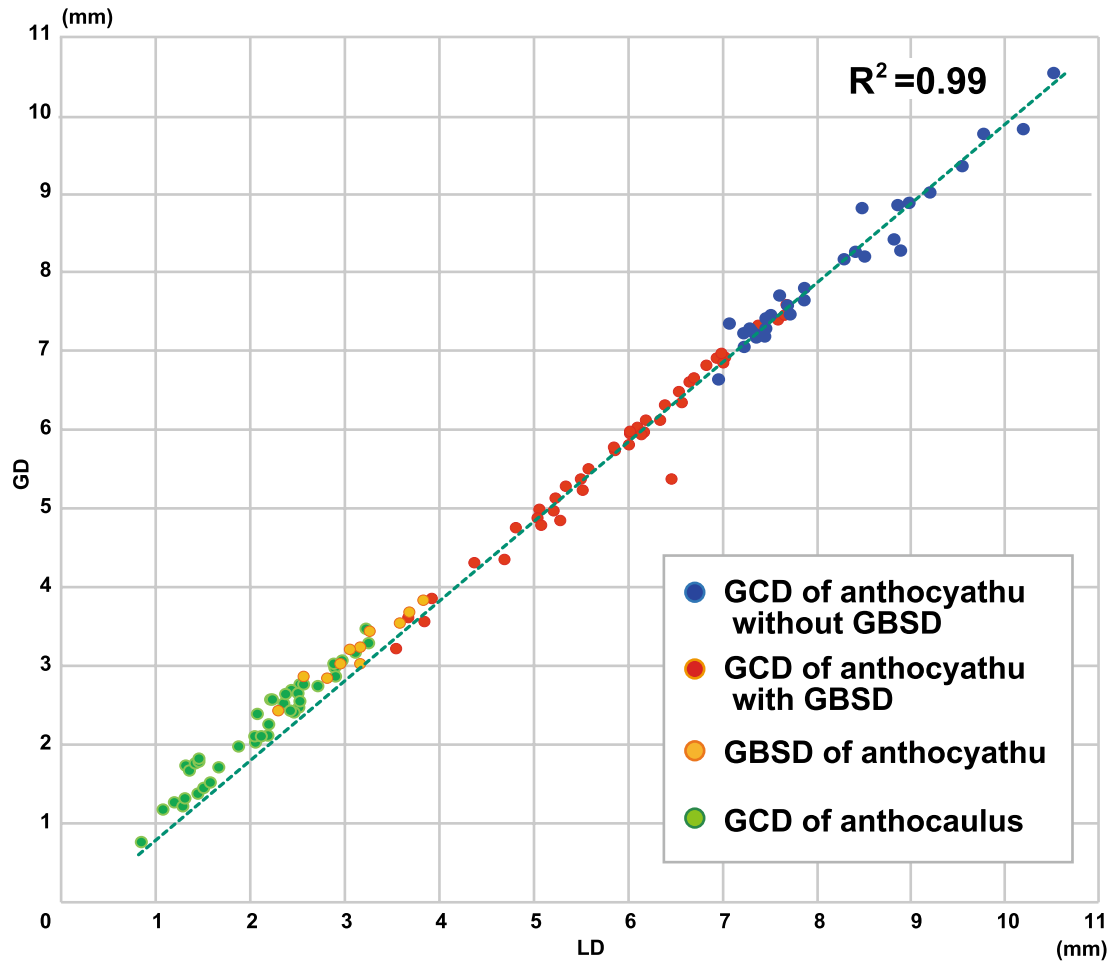 (mm)
11
10
9
8
7
6
5
4
3
2
1
0
GD
R2 =0.99
GCD of anthocyathu
without GBSD
GCD of anthocyathu
with GBSD
GBSD of anthocyathu
GCD of anthocaulus
1 2 3 4 5 6 7 8 9 10 11
LD
(mm)